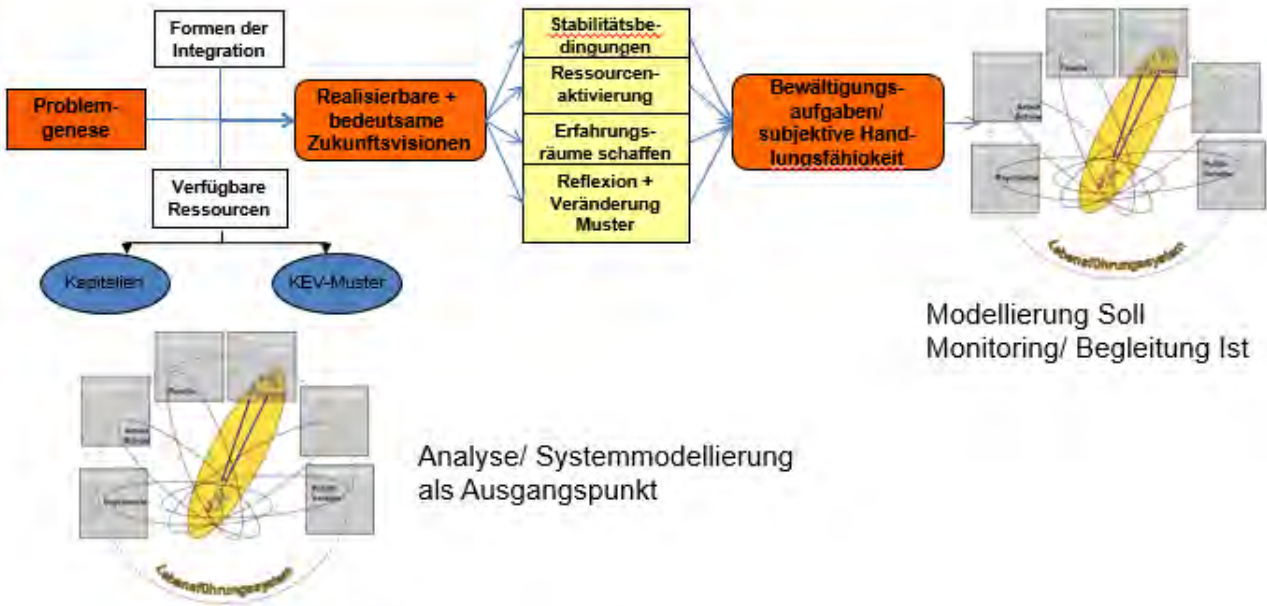 Formen der
Integration
Problem-
genese
Realisierbare +
bedeutsame
Zukunftsvisionen
Verfügbare
Ressourcen
Kapitalien
KEV-Muster
Stabilitätsbe-
dingungen
Ressourcen-
aktivierung
Erfahrungs-
räume schaffen
Reflexion +
Veränderung
Muster
Bewältigungs-
aufgaben/
subjektive Hand-
lungsfähigkeit
Lebensführungssystem
Modellierung Soll
Monitoring/ Begleitung Ist
Analyse/ Systemmodellierung
als Ausgangspunkt
Lebensführungssystem